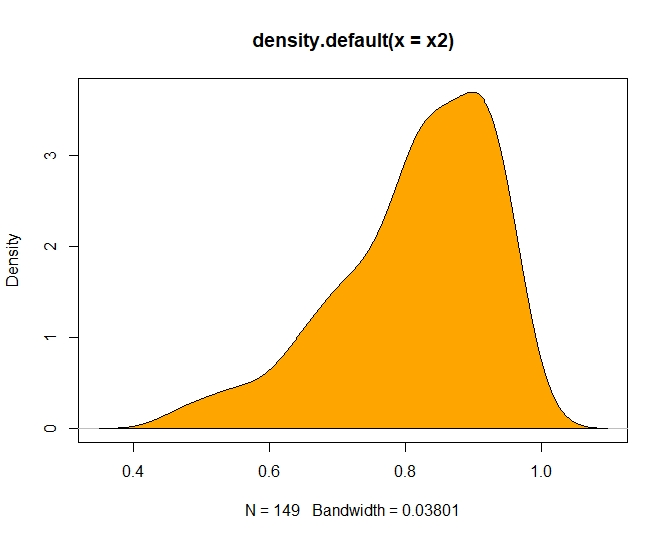 density.default(x = x2)
Density
0
1
2
3
0.4 0.6 0.8 1.0
N = 149 Bandwidth = 0.03801